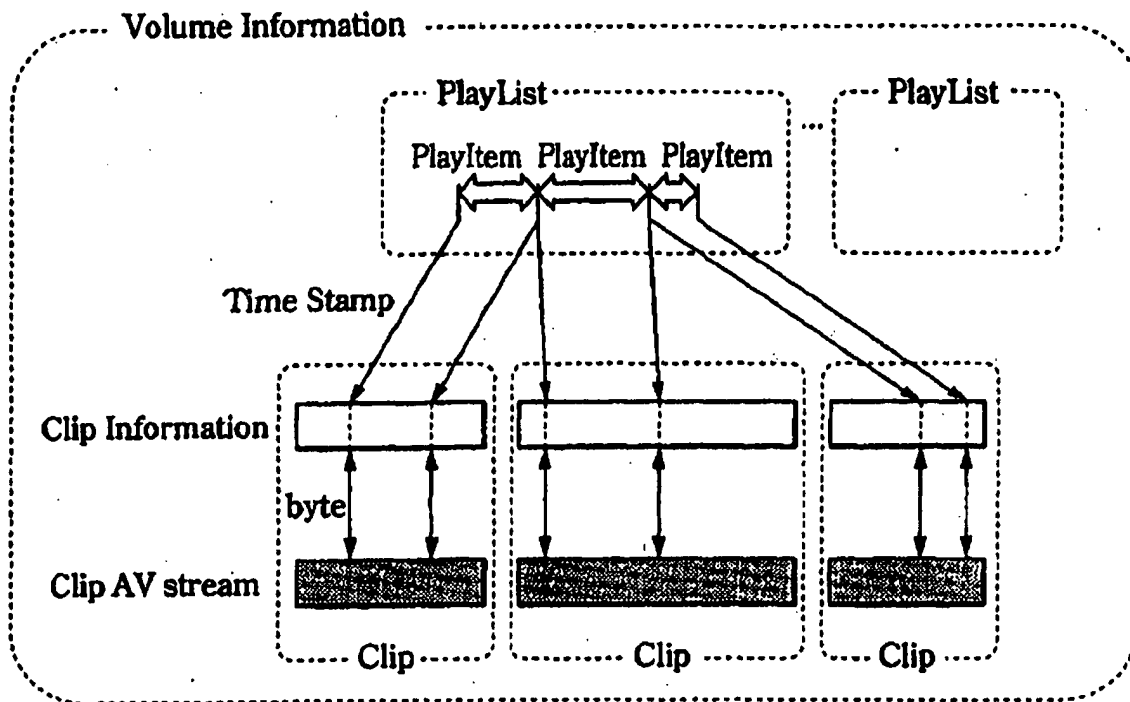 Volume Information
PlayList
PlayList
...
PlayItem PlayItem PlayItem
Time Stamp
Clip Information
byte
Clip AV stream
Clip
Clip
Clip